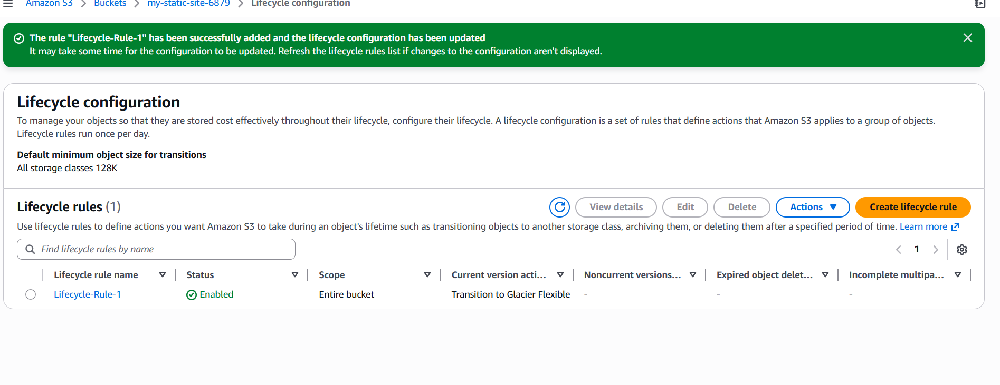 Amazon S3 > Buckets > my-static-site-6879 > Lifecycle configuration
The rule "Lifecycle-Rule-1" has been successfully added and the lifecycle configuration has been updated
It may take some time for the configuration to be updated. Refresh the lifecycle rules list if changes to the configuration aren't displayed.
Lifecycle configuration
To manage your objects so that they are stored cost effectively throughout their lifecycle, configure their lifecycle. A lifecycle configuration is a set of rules that define actions that Amazon S3 applies to a group of objects.
Lifecycle rules run once per day.
Default minimum object size for transitions
All storage classes 128K
Lifecycle rules (1) View details Edit Delete Actions Create lifecycle rule
Use lifecycle rules to define actions you want Amazon S3 to take during an object's lifetime such as transitioning objects to another storage class, archiving them, or deleting them after a specified period of time. Learn more
Find lifecycle rules by name < 1 >
Lifecycle rule name Status Scope Current version acti... Noncurrent versions... Expired object delet... Incomplete multipa...
Lifecycle-Rule-1 Enabled Entire bucket Transition to Glacier Flexible - - -